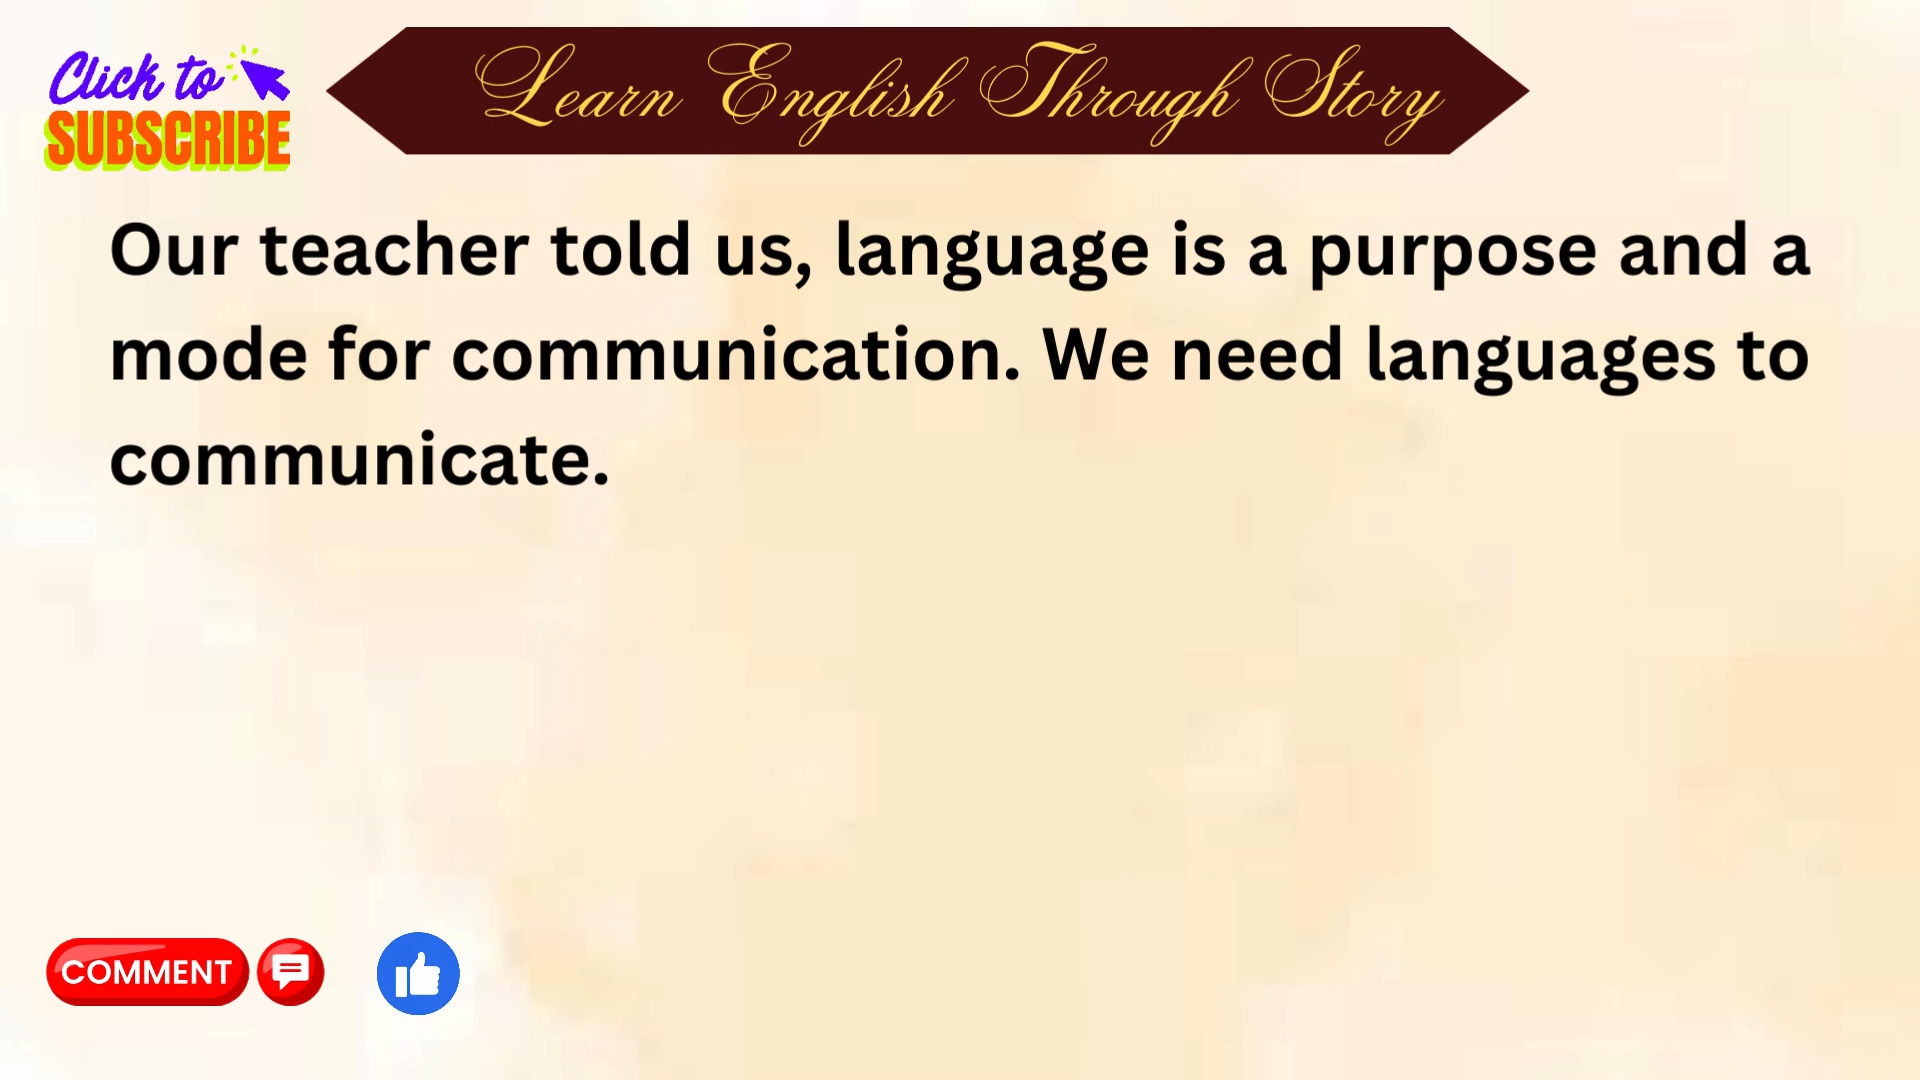 Click to
SUBSCRIBE
Learn English Through Story
Our teacher told us, language is a purpose and a
mode for communication. We need languages to
communicate.
COMMENT